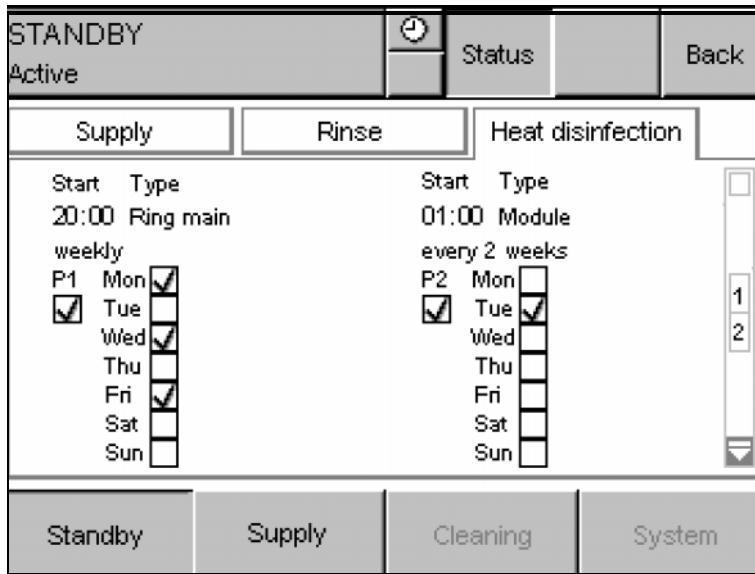 STANDBY
Active
Status
Back
Supply
Rinse
Heat disinfection
Start Type
20:00 Ring main
weekly
P1 Mon
Tue
Wed
Thu
Fri
Sat
Sun
Start Type
01:00 Module
every 2 weeks
P2 Mon
Tue
Wed
Thu
Fri
Sat
Sun
1
2
Standby
Supply
Cleaning
System